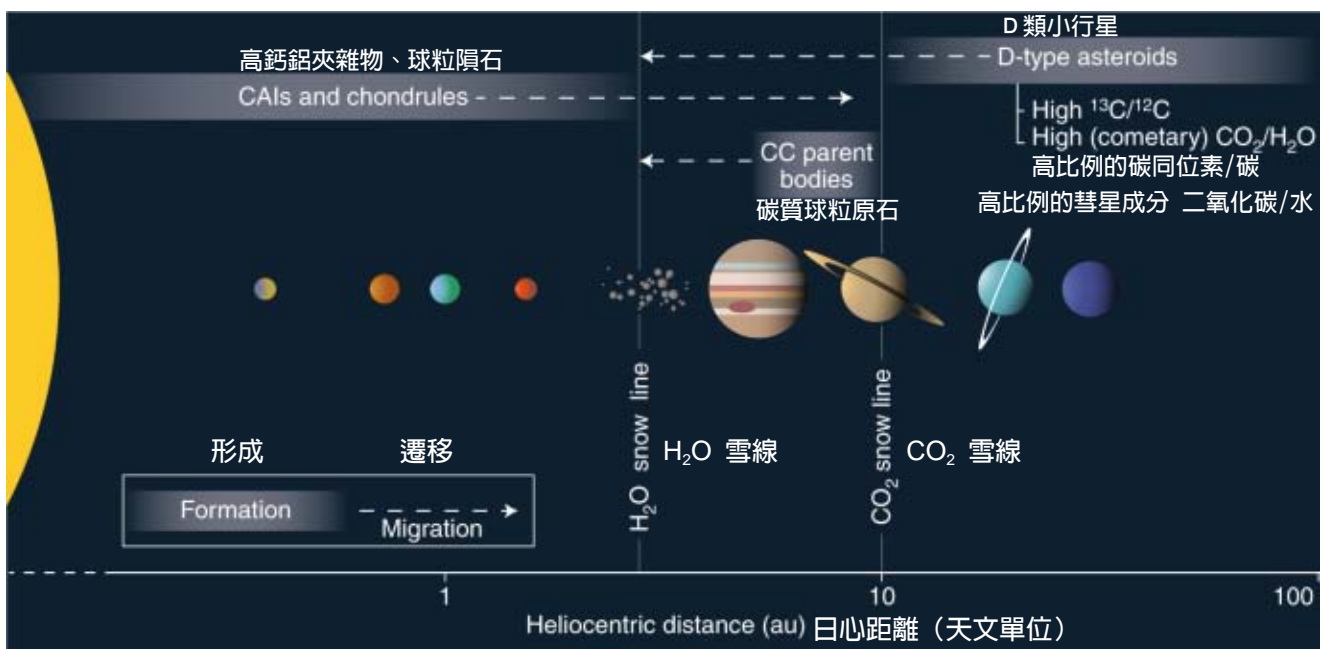 D 類小行星
D-type asteroids
高鈣鋁夾雜物、球粒隕石
CAIs and chondrules
High ¹³C/¹²C
High (cometary) CO₂/H₂O
高比例的碳同位素/碳
高比例的彗星成分 二氧化碳/水
CC parent
bodies
碳質球粒原石
H₂O snow line
H₂O 雪線
CO₂ snow line
CO₂ 雪線
形成 遷移
Formation
Migration
1 10 100
Heliocentric distance (au) 日心距離（天文單位）